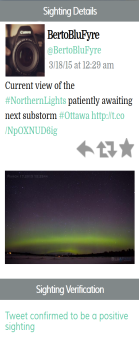 Sighting Details
BertoBluFyre
@BertoBluFyre
3/18/15 at 12:29 am
Current view of the
#NorthernLights patiently awaiting
next substorm #Ottawa http://t.co
/NpOXNUD6ig
Sighting Verification
Tweet confirmed to be a positive
sighting